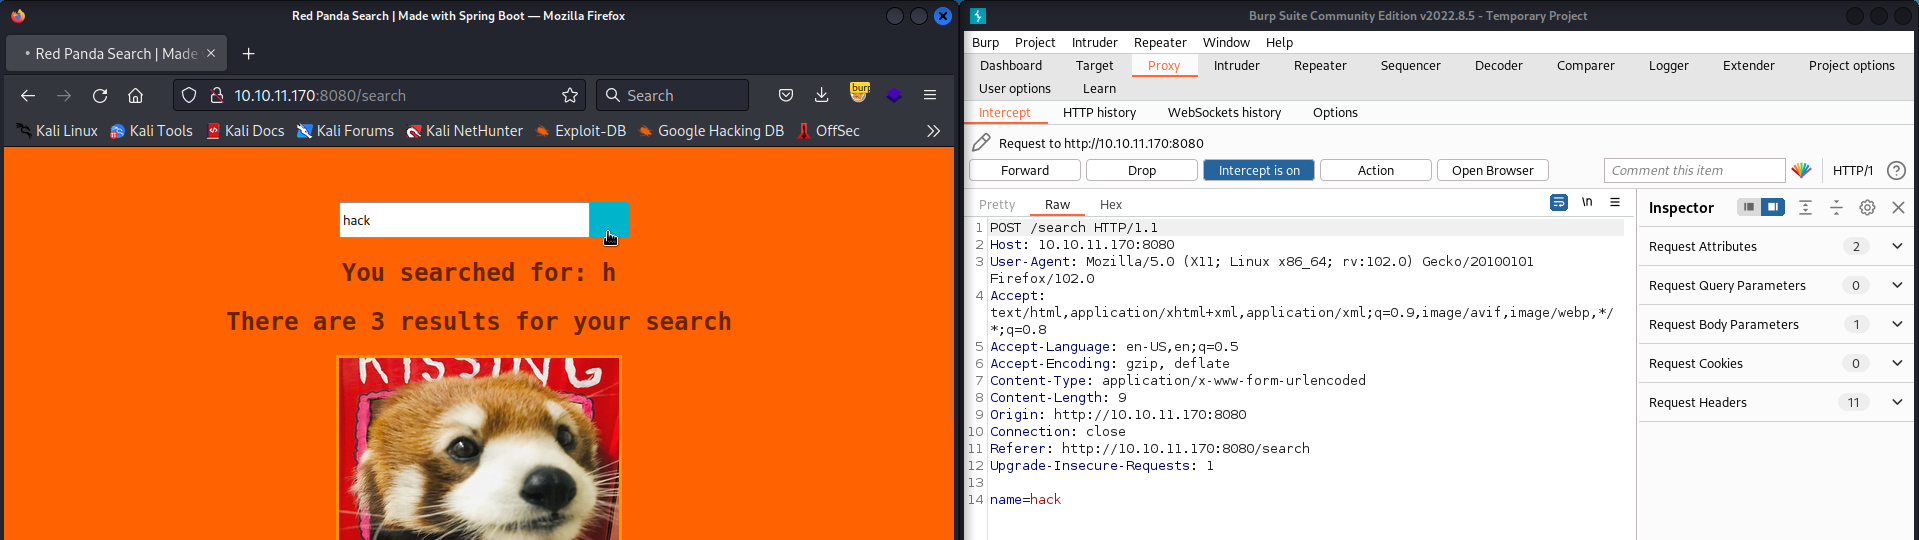 Red Panda Search | Made with Spring Boot — Mozilla Firefox
Red Panda Search | Made
10.10.11.170:8080/search
Search
Kali Linux Kali Tools Kali Docs Kali Forums Kali NetHunter Exploit-DB Google Hacking DB OffSec
hack
You searched for: h
There are 3 results for your search
KISSING
Burp Suite Community Edition v2022.8.5 - Temporary Project
Burp Project Intruder Repeater Window Help
Dashboard Target Proxy Intruder Repeater Sequencer Decoder Comparer Logger Extender Project options
User options Learn
Intercept HTTP history WebSockets history Options
Request to http://10.10.11.170:8080
Forward Drop Intercept is on Action Open Browser Comment this item HTTP/1 ?
Pretty Raw Hex \n
1 POST /search HTTP/1.1
2 Host: 10.10.11.170:8080
3 User-Agent: Mozilla/5.0 (X11; Linux x86_64; rv:102.0) Gecko/20100101
Firefox/102.0
4 Accept:
text/html,application/xhtml+xml,application/xml;q=0.9,image/avif,image/webp,*/
*;q=0.8
5 Accept-Language: en-US,en;q=0.5
6 Accept-Encoding: gzip, deflate
7 Content-Type: application/x-www-form-urlencoded
8 Content-Length: 9
9 Origin: http://10.10.11.170:8080
10 Connection: close
11 Referer: http://10.10.11.170:8080/search
12 Upgrade-Insecure-Requests: 1
13
14 name=hack
Inspector
Request Attributes 2
Request Query Parameters 0
Request Body Parameters 1
Request Cookies 0
Request Headers 11